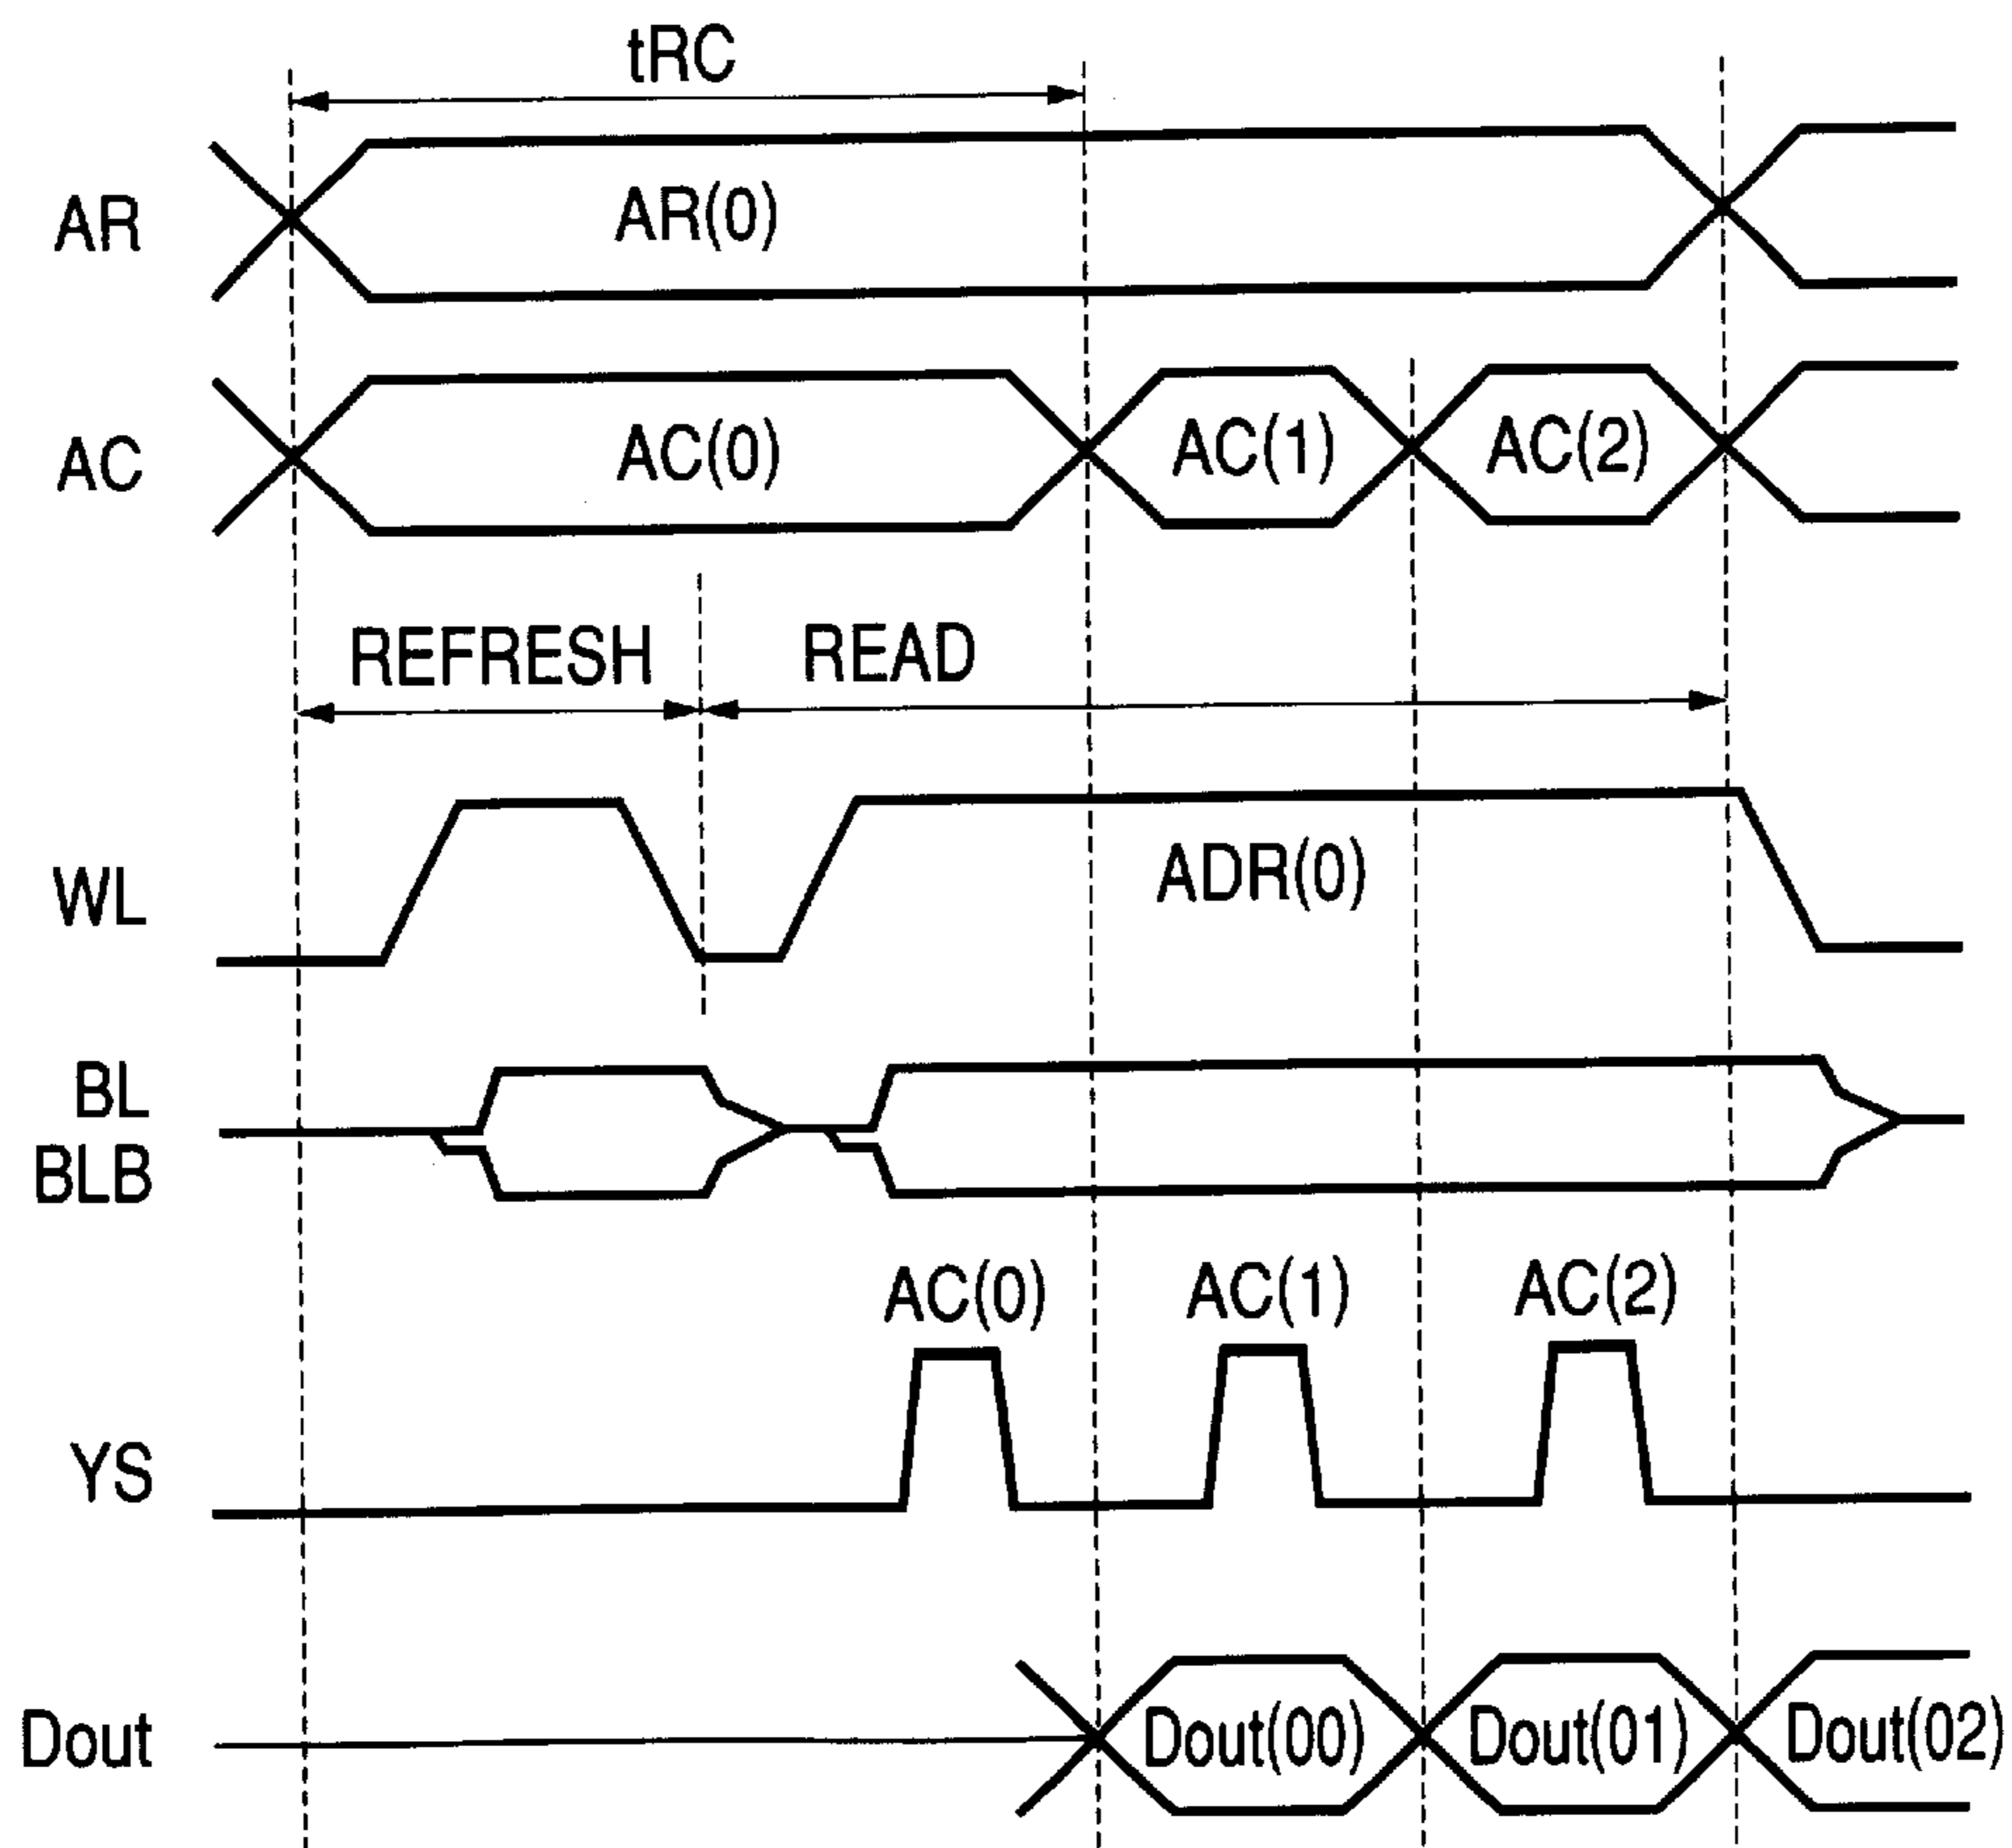 tRC
AR
AR(0)
AC
AC(0)
AC(1)
AC(2)
REFRESH
READ
WL
ADR(0)
BL
BLB
AC(0)
AC(1)
AC(2)
YS
Dout
Dout(00)
Dout(01)
Dout(02)